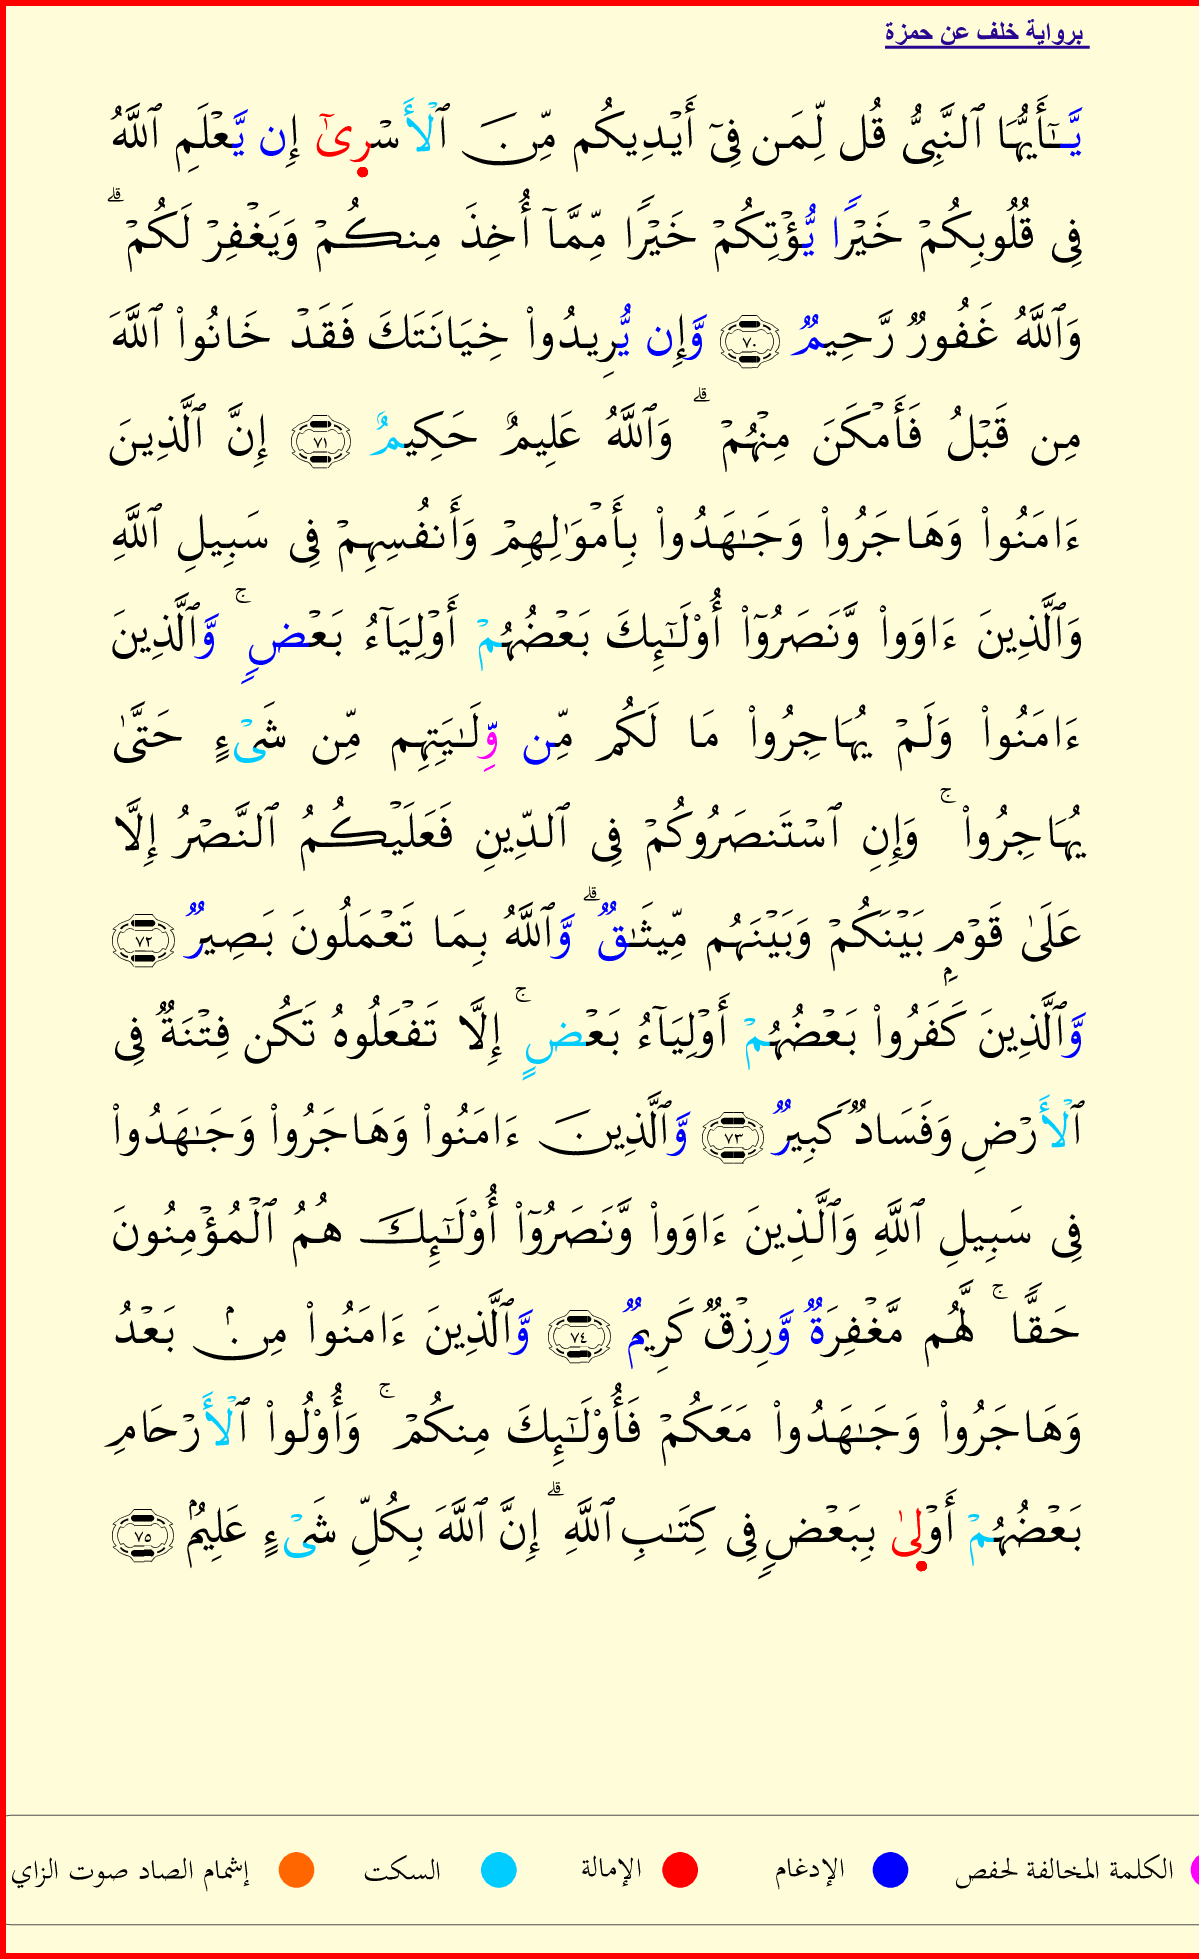 برواية خلف عن حمزة
يَّـٰٓأَيُّهَا ٱلنَّبِىُّ قُل لِّمَن فِىٓ أَيْدِيكُم مِّنَ ٱلْأَسْرِىٰٓ إِن يَّعْلَمِ ٱللَّهُ
فِى قُلُوبِكُمْ خَيْرًا يُّؤْتِكُمْ خَيْرًا مِّمَّآ أُخِذَ مِنكُمْ وَيَغْفِرْ لَكُمْ ۗ
وَٱللَّهُ غَفُورٌ رَّحِيمٌ ٧٠ وَّإِن يُّرِيدُوا۟ خِيَانَتَكَ فَقَدْ خَانُوا۟ ٱللَّهَ
مِن قَبْلُ فَأَمْكَنَ مِنْهُمْ ۗ وَٱللَّهُ عَلِيمٌ حَكِيمٌ ٧١ إِنَّ ٱلَّذِينَ
ءَامَنُوا۟ وَهَاجَرُوا۟ وَجَـٰهَدُوا۟ بِأَمْوَٰلِهِمْ وَأَنفُسِهِمْ فِى سَبِيلِ ٱللَّهِ
وَٱلَّذِينَ ءَاوَوا۟ وَّنَصَرُوٓا۟ أُو۟لَـٰٓئِكَ بَعْضُهُمْ أَوْلِيَآءُ بَعْضٍ ۚ وَّٱلَّذِينَ
ءَامَنُوا۟ وَلَمْ يُهَاجِرُوا۟ مَا لَكُم مِّن وِّلَـٰيَتِهِم مِّن شَىْءٍ حَتَّىٰ
يُهَاجِرُوا۟ ۚ وَإِنِ ٱسْتَنصَرُوكُمْ فِى ٱلدِّينِ فَعَلَيْكُمُ ٱلنَّصْرُ إِلَّا
عَلَىٰ قَوْمٍۭ بَيْنَكُمْ وَبَيْنَهُم مِّيثَـٰقٌ ۗ وَّٱللَّهُ بِمَا تَعْمَلُونَ بَصِيرٌ ٧٢
وَّٱلَّذِينَ كَفَرُوا۟ بَعْضُهُمْ أَوْلِيَآءُ بَعْضٍ ۚ إِلَّا تَفْعَلُوهُ تَكُن فِتْنَةٌ فِى
ٱلْأَرْضِ وَفَسَادٌ كَبِيرٌ ٧٣ وَّٱلَّذِينَ ءَامَنُوا۟ وَهَاجَرُوا۟ وَجَـٰهَدُوا۟
فِى سَبِيلِ ٱللَّهِ وَٱلَّذِينَ ءَاوَوا۟ وَّنَصَرُوٓا۟ أُو۟لَـٰٓئِكَ هُمُ ٱلْمُؤْمِنُونَ
حَقًّا ۚ لَّهُم مَّغْفِرَةٌ وَّرِزْقٌ كَرِيمٌ ٧٤ وَّٱلَّذِينَ ءَامَنُوا۟ مِنۢ بَعْدُ
وَهَاجَرُوا۟ وَجَـٰهَدُوا۟ مَعَكُمْ فَأُو۟لَـٰٓئِكَ مِنكُمْ ۚ وَأُو۟لُوا۟ ٱلْأَرْحَامِ
بَعْضُهُمْ أَوْلِىٰ بِبَعْضٍ فِى كِتَـٰبِ ٱللَّهِ ۗ إِنَّ ٱللَّهَ بِكُلِّ شَىْءٍ عَلِيمٌۢ ٧٥
الكلمة المخالفة لحفص الإدغام الإمالة السكت إشمام الصاد صوت الزاي